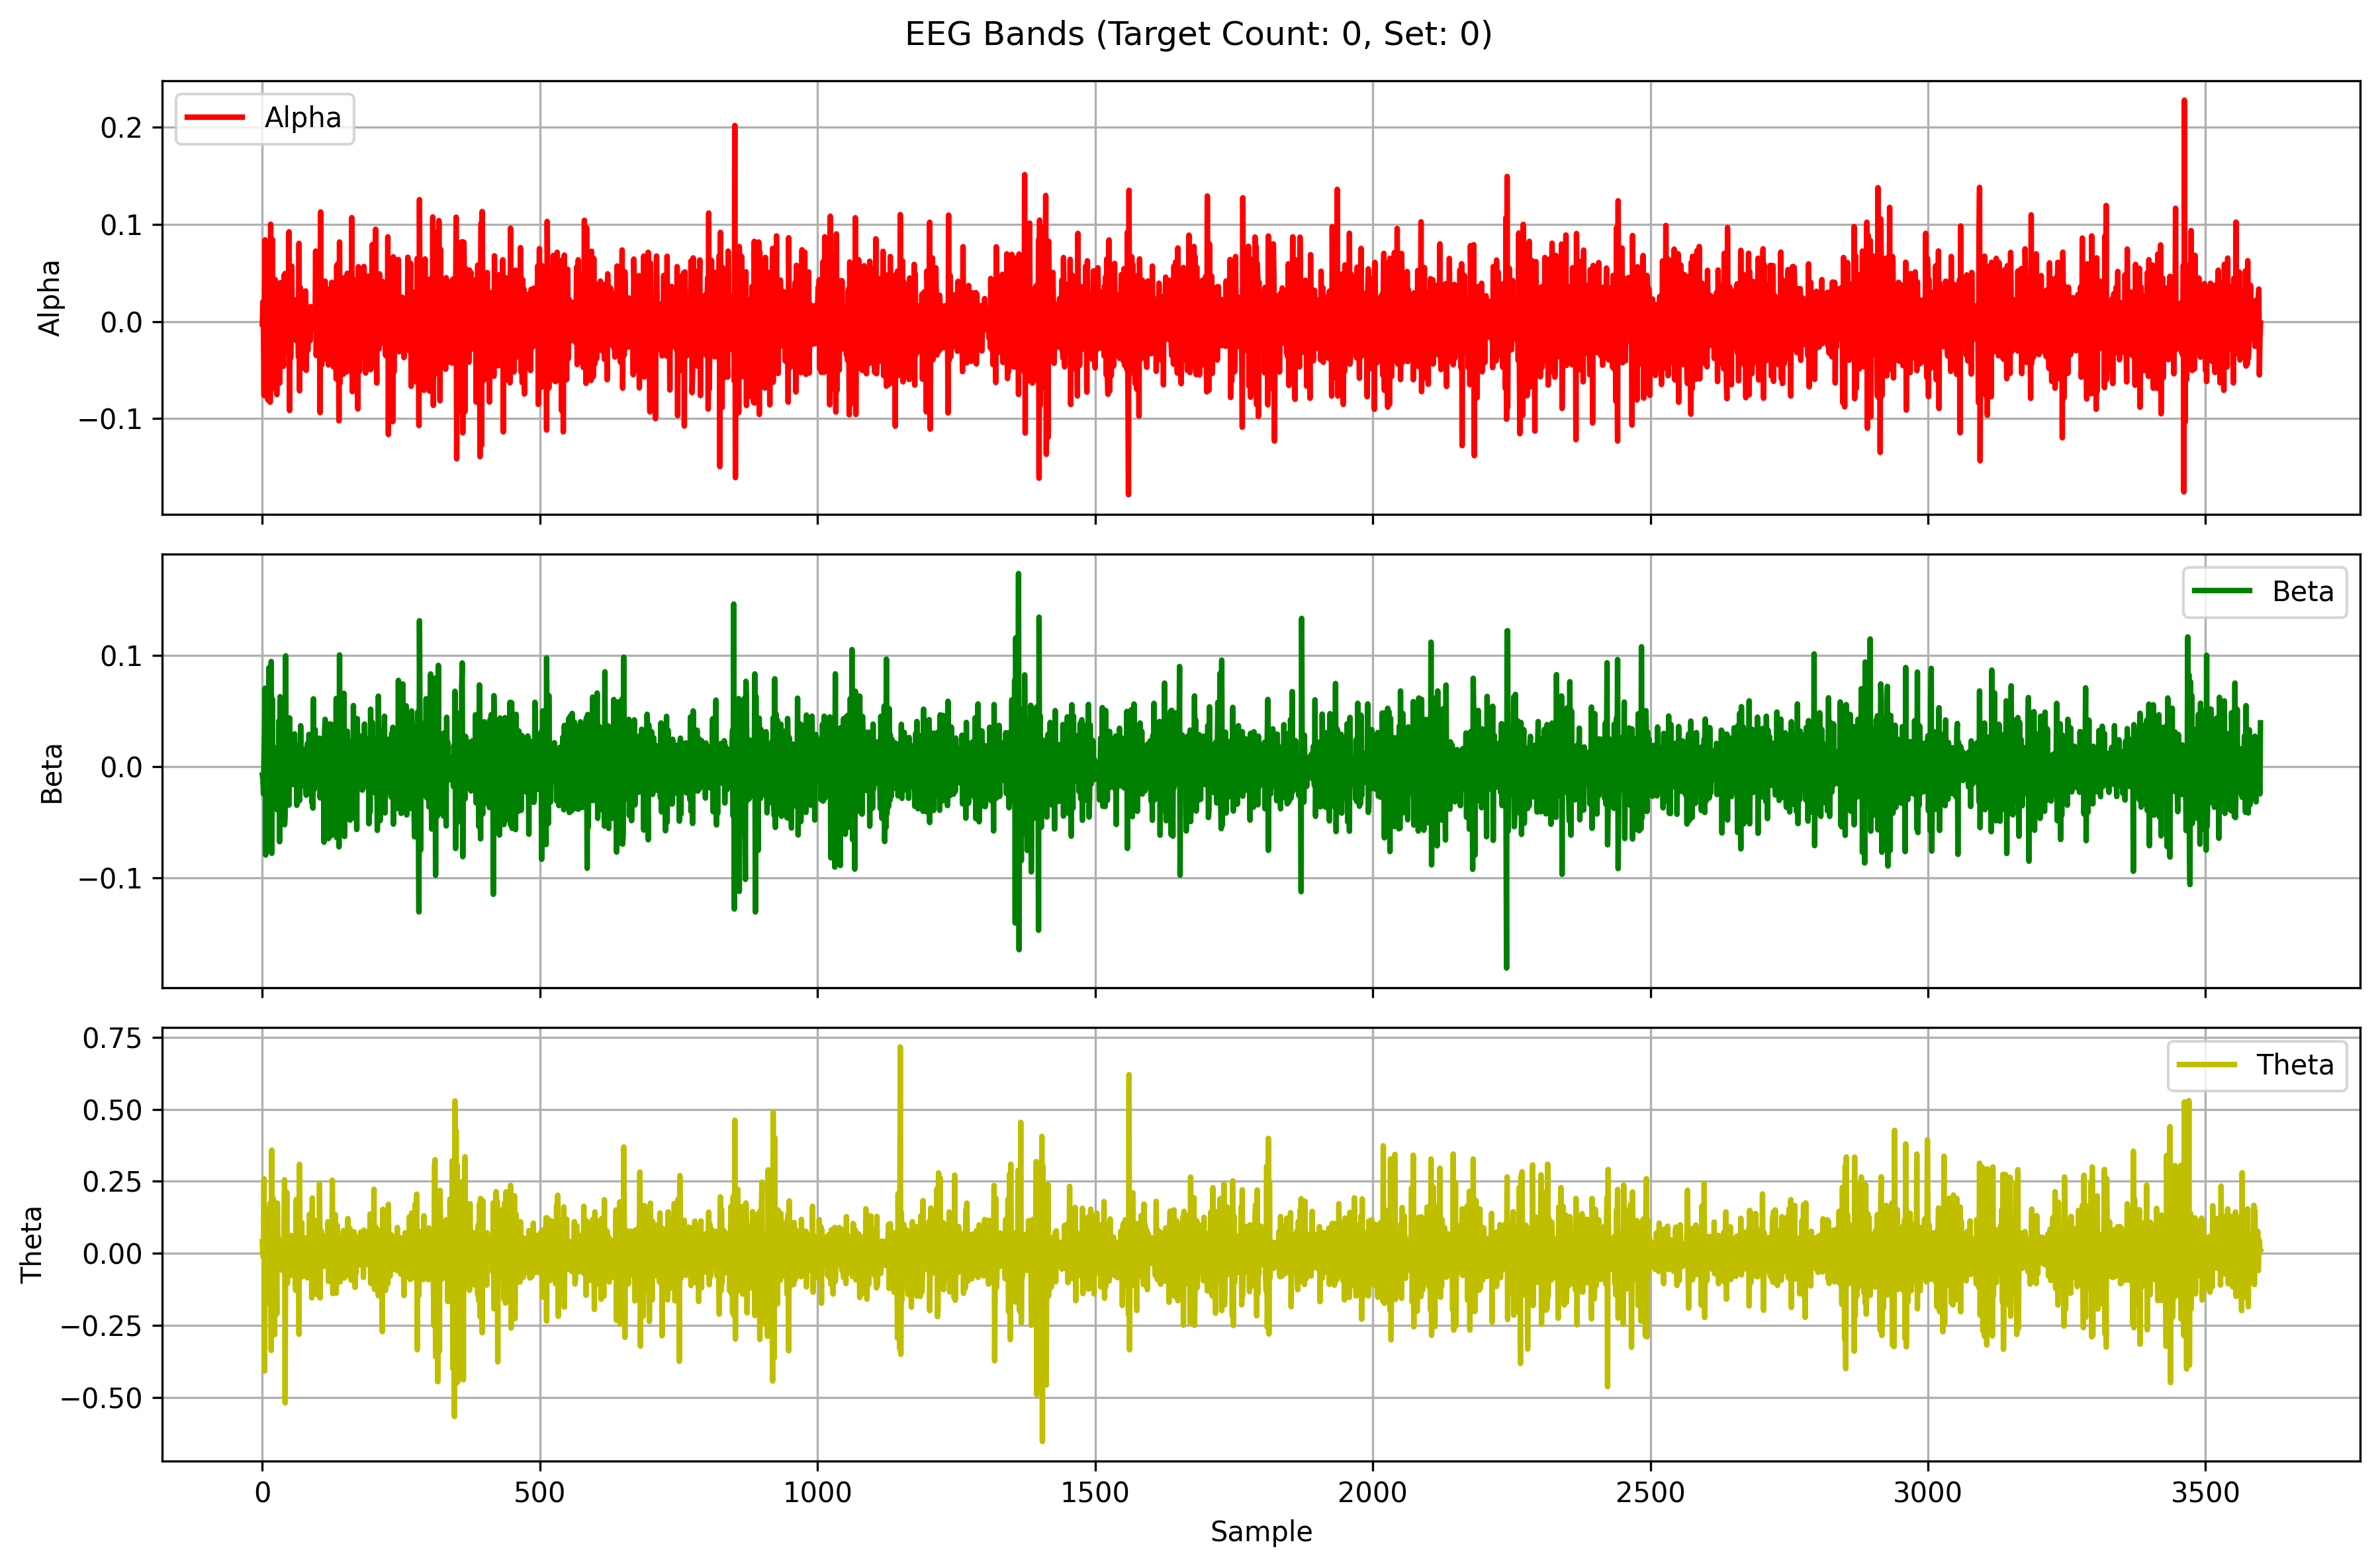 EEG Bands (Target Count: 0, Set: 0)
Alpha
0.2
0.1
0.0
−0.1
Alpha
Beta
0.1
0.0
−0.1
Beta
Theta
0.75
0.50
0.25
0.00
−0.25
−0.50
Theta
0 500 1000 1500 2000 2500 3000 3500
Sample